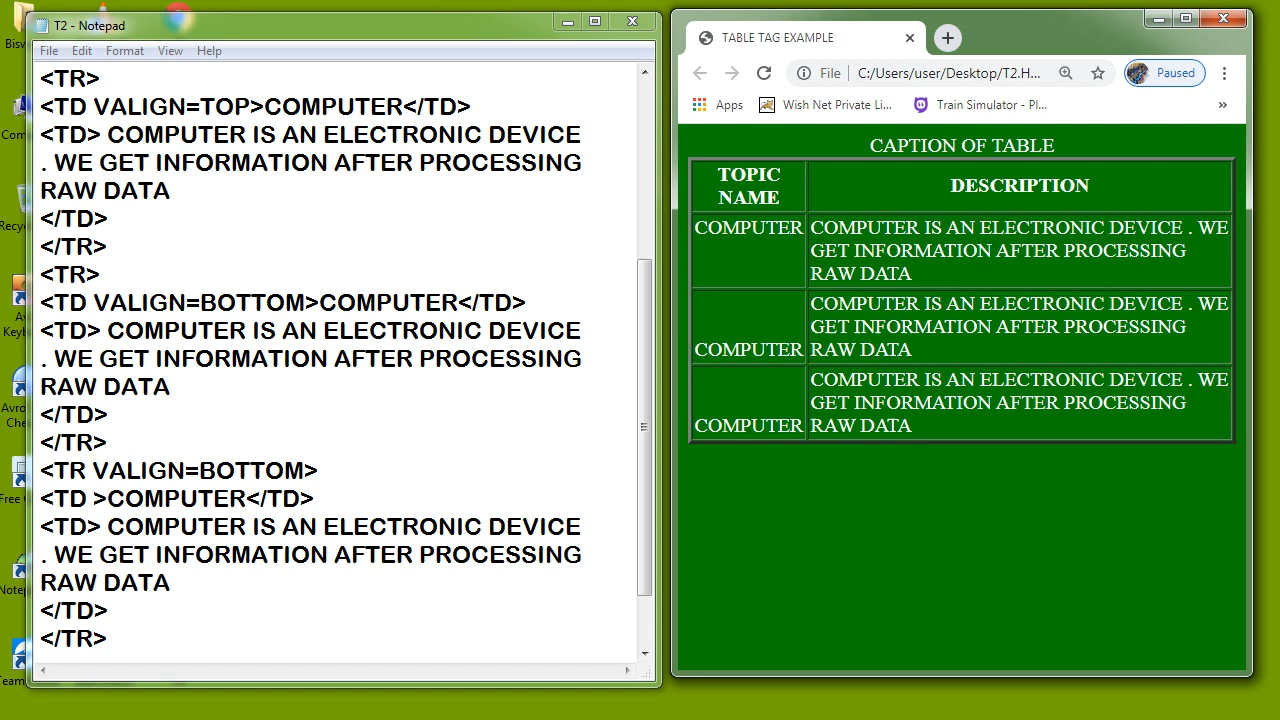 T2 - Notepad
File Edit Format View Help
<TR>
<TD VALIGN=TOP>COMPUTER</TD>
<TD> COMPUTER IS AN ELECTRONIC DEVICE
. WE GET INFORMATION AFTER PROCESSING
RAW DATA
</TD>
</TR>
<TR>
<TD VALIGN=BOTTOM>COMPUTER</TD>
<TD> COMPUTER IS AN ELECTRONIC DEVICE
. WE GET INFORMATION AFTER PROCESSING
RAW DATA
</TD>
</TR>
<TR VALIGN=BOTTOM>
<TD >COMPUTER</TD>
<TD> COMPUTER IS AN ELECTRONIC DEVICE
. WE GET INFORMATION AFTER PROCESSING
RAW DATA
</TD>
</TR>
TABLE TAG EXAMPLE
File C:/Users/user/Desktop/T2.H... Paused
Apps Wish Net Private Li... Train Simulator - Pl... »
CAPTION OF TABLE
TOPIC
NAME
DESCRIPTION
COMPUTER
COMPUTER IS AN ELECTRONIC DEVICE . WE
GET INFORMATION AFTER PROCESSING
RAW DATA
COMPUTER IS AN ELECTRONIC DEVICE . WE
GET INFORMATION AFTER PROCESSING
COMPUTER RAW DATA
COMPUTER IS AN ELECTRONIC DEVICE . WE
GET INFORMATION AFTER PROCESSING
COMPUTER RAW DATA